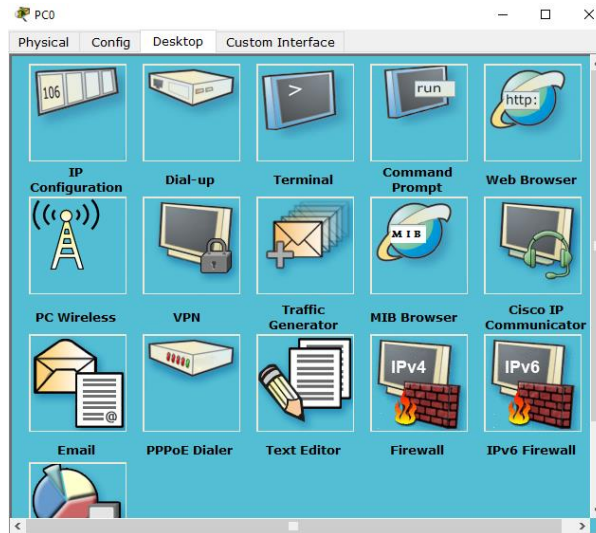 PC0
Physical Config Desktop Custom Interface
106
>
run
http:
IP
Configuration
Dial-up
Terminal
Command
Prompt
Web Browser
MIB
PC Wireless
VPN
Traffic
Generator
MIB Browser
Cisco IP
Communicator
@
IPv4
IPv6
Email
PPPoE Dialer
Text Editor
Firewall
IPv6 Firewall